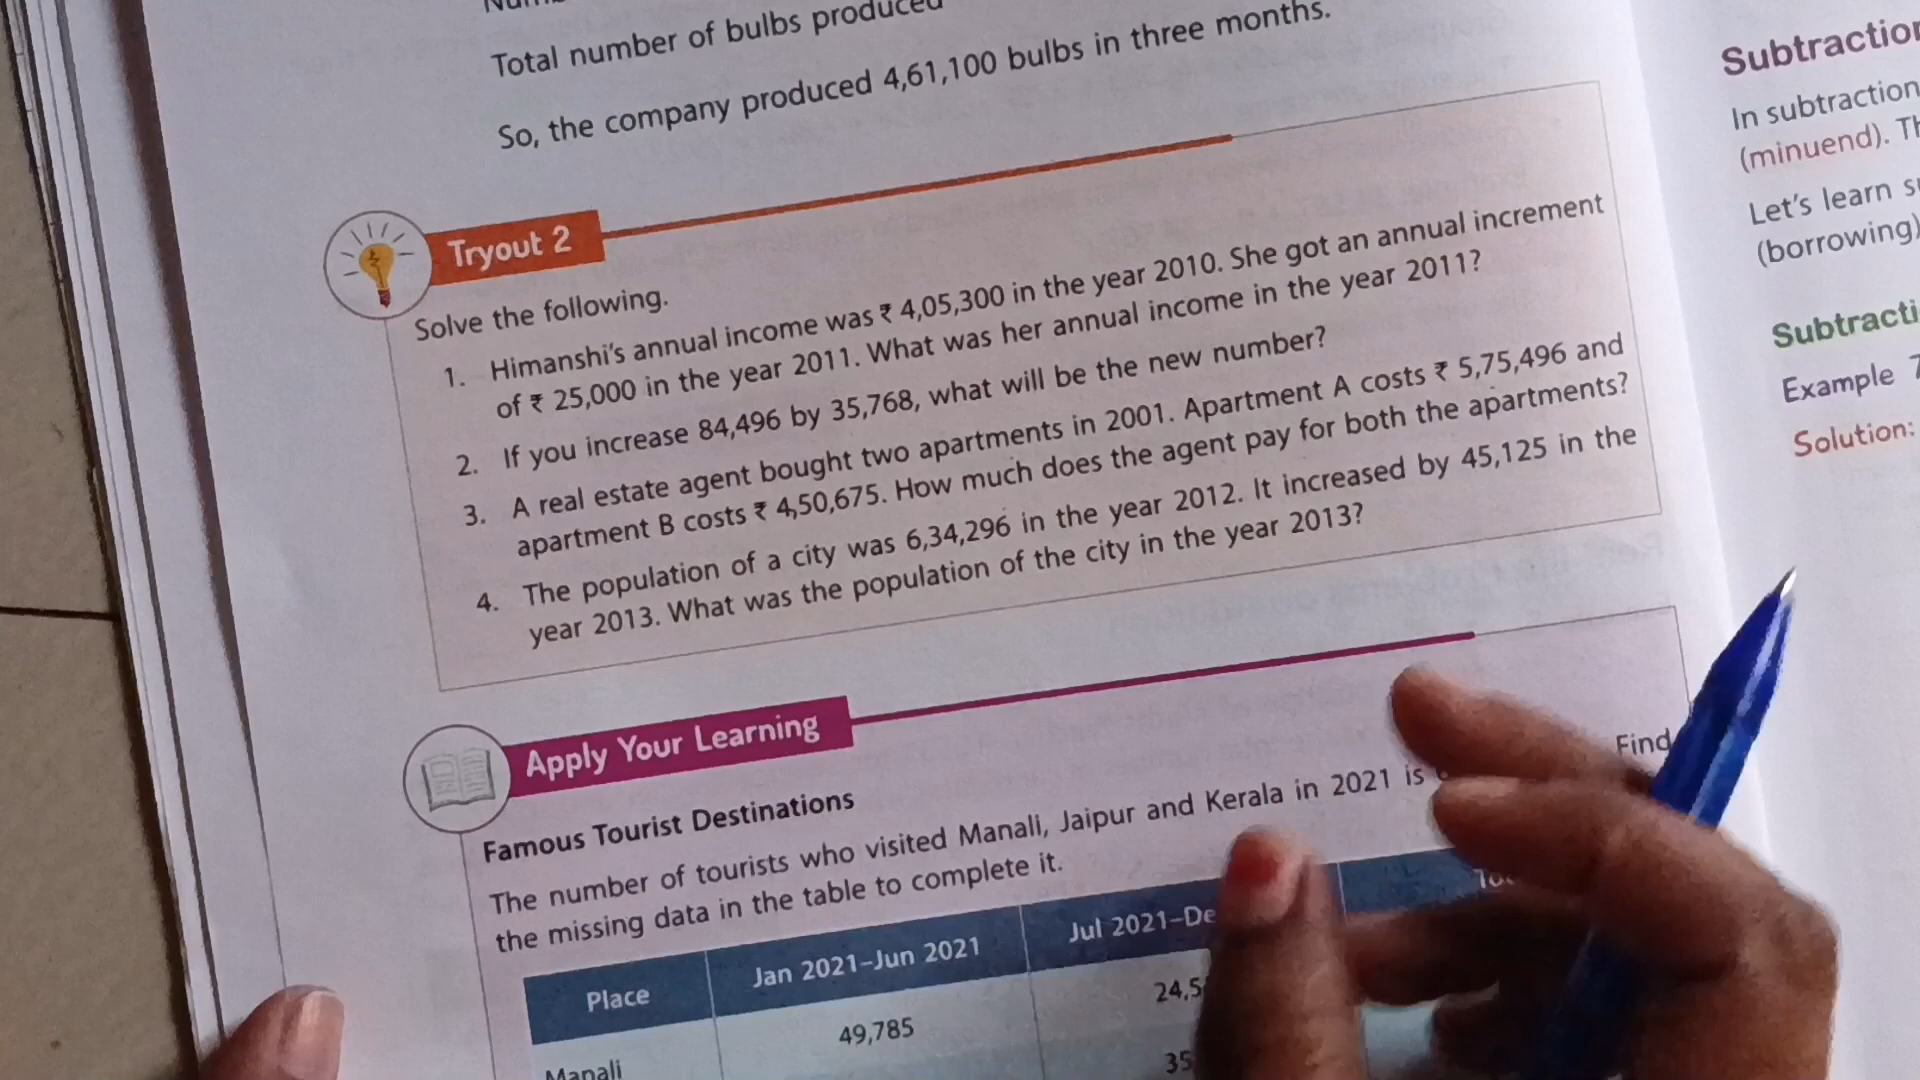 Total number of bulbs produced
So, the company produced 4,61,100 bulbs in three months.
Tryout 2
Solve the following.
1. Himanshi's annual income was ₹ 4,05,300 in the year 2010. She got an annual increment
of ₹ 25,000 in the year 2011. What was her annual income in the year 2011?
2. If you increase 84,496 by 35,768, what will be the new number?
3. A real estate agent bought two apartments in 2001. Apartment A costs ₹ 5,75,496 and
apartment B costs ₹ 4,50,675. How much does the agent pay for both the apartments?
4. The population of a city was 6,34,296 in the year 2012. It increased by 45,125 in the
year 2013. What was the population of the city in the year 2013?
Apply Your Learning
Famous Tourist Destinations
The number of tourists who visited Manali, Jaipur and Kerala in 2021 is Find
the missing data in the table to complete it.
Place Jan 2021–Jun 2021 Jul 2021–De
Manali 49,785 24,5
35
Subtraction
In subtraction
(minuend). Th
Let's learn s
(borrowing)
Subtracti
Example 7
Solution: